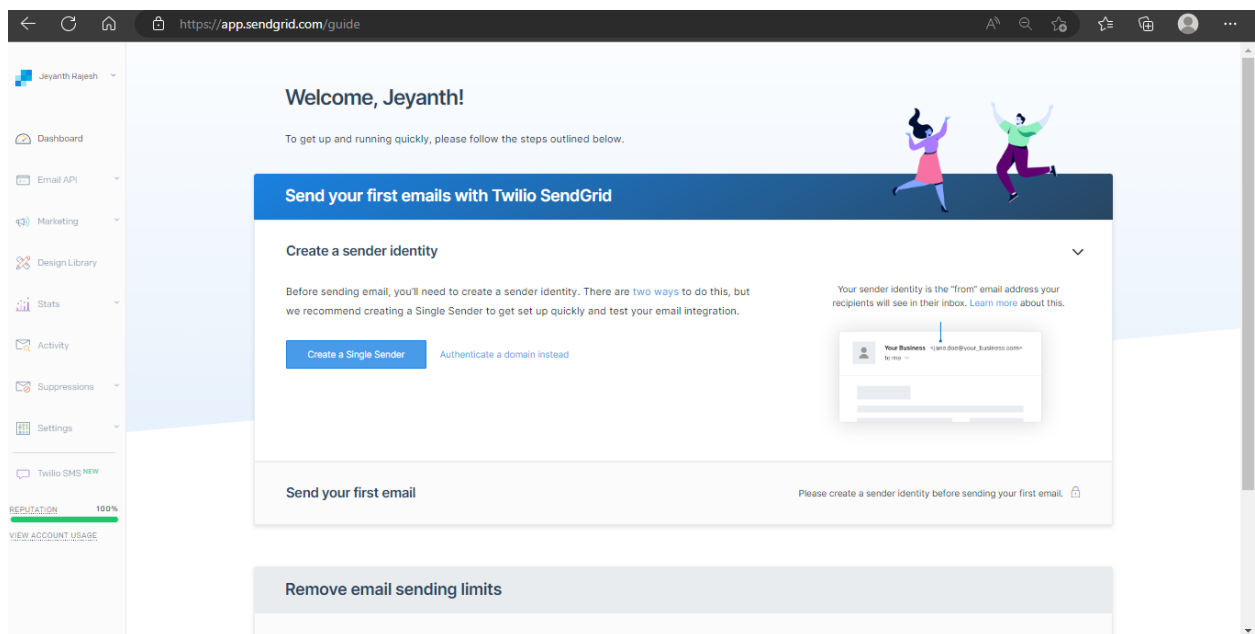 https://app.sendgrid.com/guide
Jeyanth Rajesh
Dashboard
Email API
Marketing
Design Library
Stats
Activity
Suppressions
Settings
Twilio SMS NEW
REPUTATION 100%
VIEW ACCOUNT USAGE
Welcome, Jeyanth!
To get up and running quickly, please follow the steps outlined below.
Send your first emails with Twilio SendGrid
Create a sender identity
Before sending email, you'll need to create a sender identity. There are two ways to do this, but
we recommend creating a Single Sender to get set up quickly and test your email integration.
Create a Single Sender
Authenticate a domain instead
Your sender identity is the "from" email address your
recipients will see in their inbox. Learn more about this.
Your Business <jane.doe@your_business.com>
to me
Send your first email
Please create a sender identity before sending your first email.
Remove email sending limits